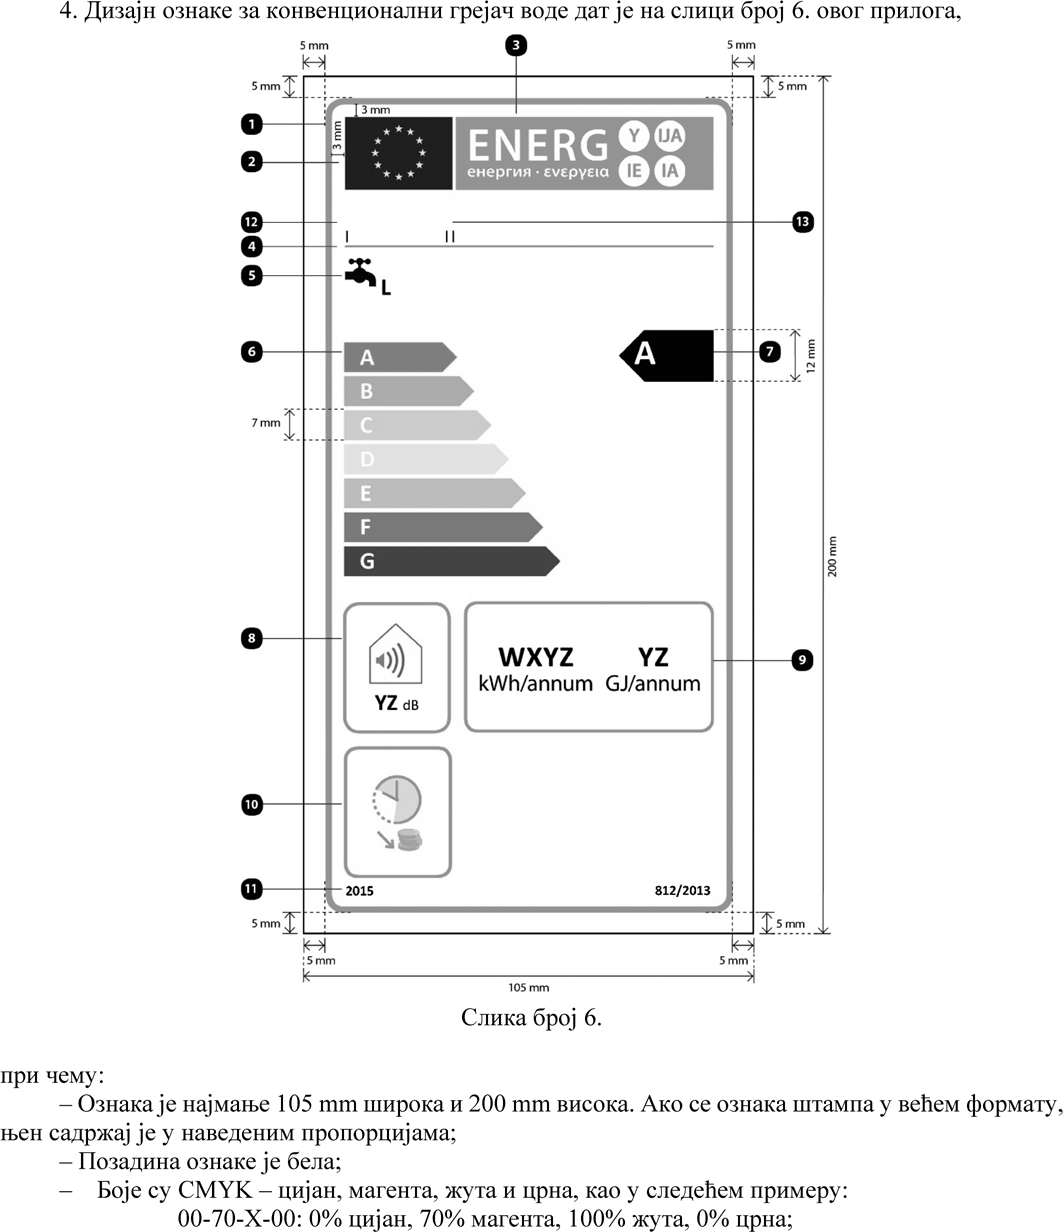 4. Дизајн ознаке за конвенционални грејач воде дат је на слици број 6. овог прилога,
3
5 mm
5 mm
5 mm
5 mm
3 mm
1
3 mm
ENERG Y IJA
2
енергия · ενεργεια IE IA
12
13
I II
4
5
L
6
A
A
7
12 mm
B
7 mm
C
D
E
F
200 mm
G
8
WXYZ YZ
9
kWh/annum GJ/annum
YZ dB
10
11
2015
812/2013
5 mm
5 mm
5 mm
5 mm
105 mm
Слика број 6.
при чему:
– Ознака је најмање 105 mm широка и 200 mm висока. Ако се ознака штампа у већем формату,
њен садржај је у наведеним пропорцијама;
– Позадина ознаке је бела;
– Боје су CMYK – цијан, магента, жута и црна, као у следећем примеру:
00-70-X-00: 0% цијан, 70% магента, 100% жута, 0% црна;